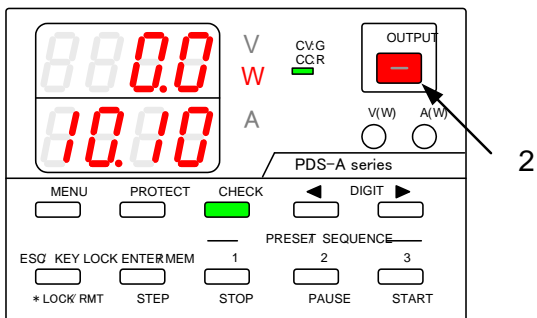 0.0 V CV:G OUTPUT
W CC:R
10.10 A V(W) A(W)
2
PDS-A series
MENU PROTECT CHECK ◀ DIGIT ▶
PRESET SEQUENCE
ESC/ KEY LOCK ENTER MEM 1 2 3
* LOCK/ RMT STEP STOP PAUSE START